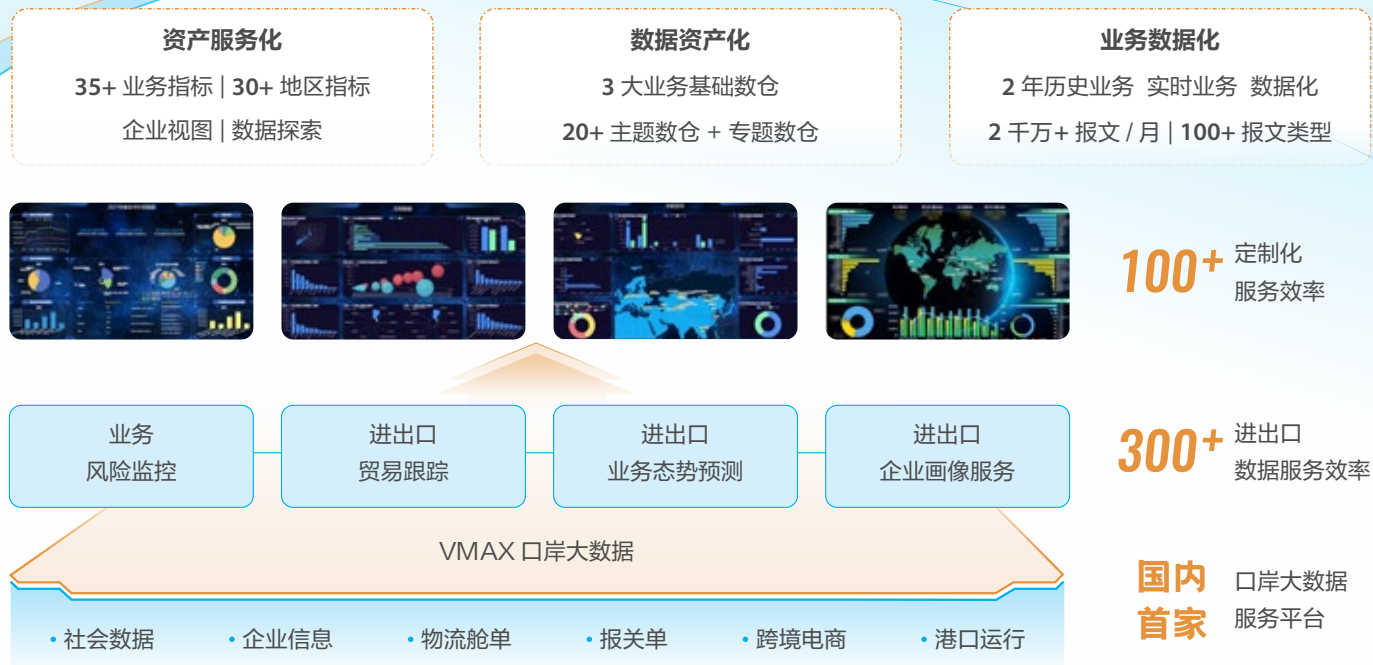 资产服务化
35+ 业务指标 | 30+ 地区指标
企业视图 | 数据探索
数据资产化
3 大业务基础数仓
20+ 主题数仓 + 专题数仓
业务数据化
2 年历史业务 实时业务 数据化
2 千万+ 报文 / 月 | 100+ 报文类型
100+ 定制化
服务效率
业务
风险监控
进出口
贸易跟踪
进出口
业务态势预测
进出口
企业画像服务
300+ 进出口
数据服务效率
VMAX 口岸大数据
国内
首家
口岸大数据
服务平台
• 社会数据
• 企业信息
• 物流舱单
• 报关单
• 跨境电商
• 港口运行